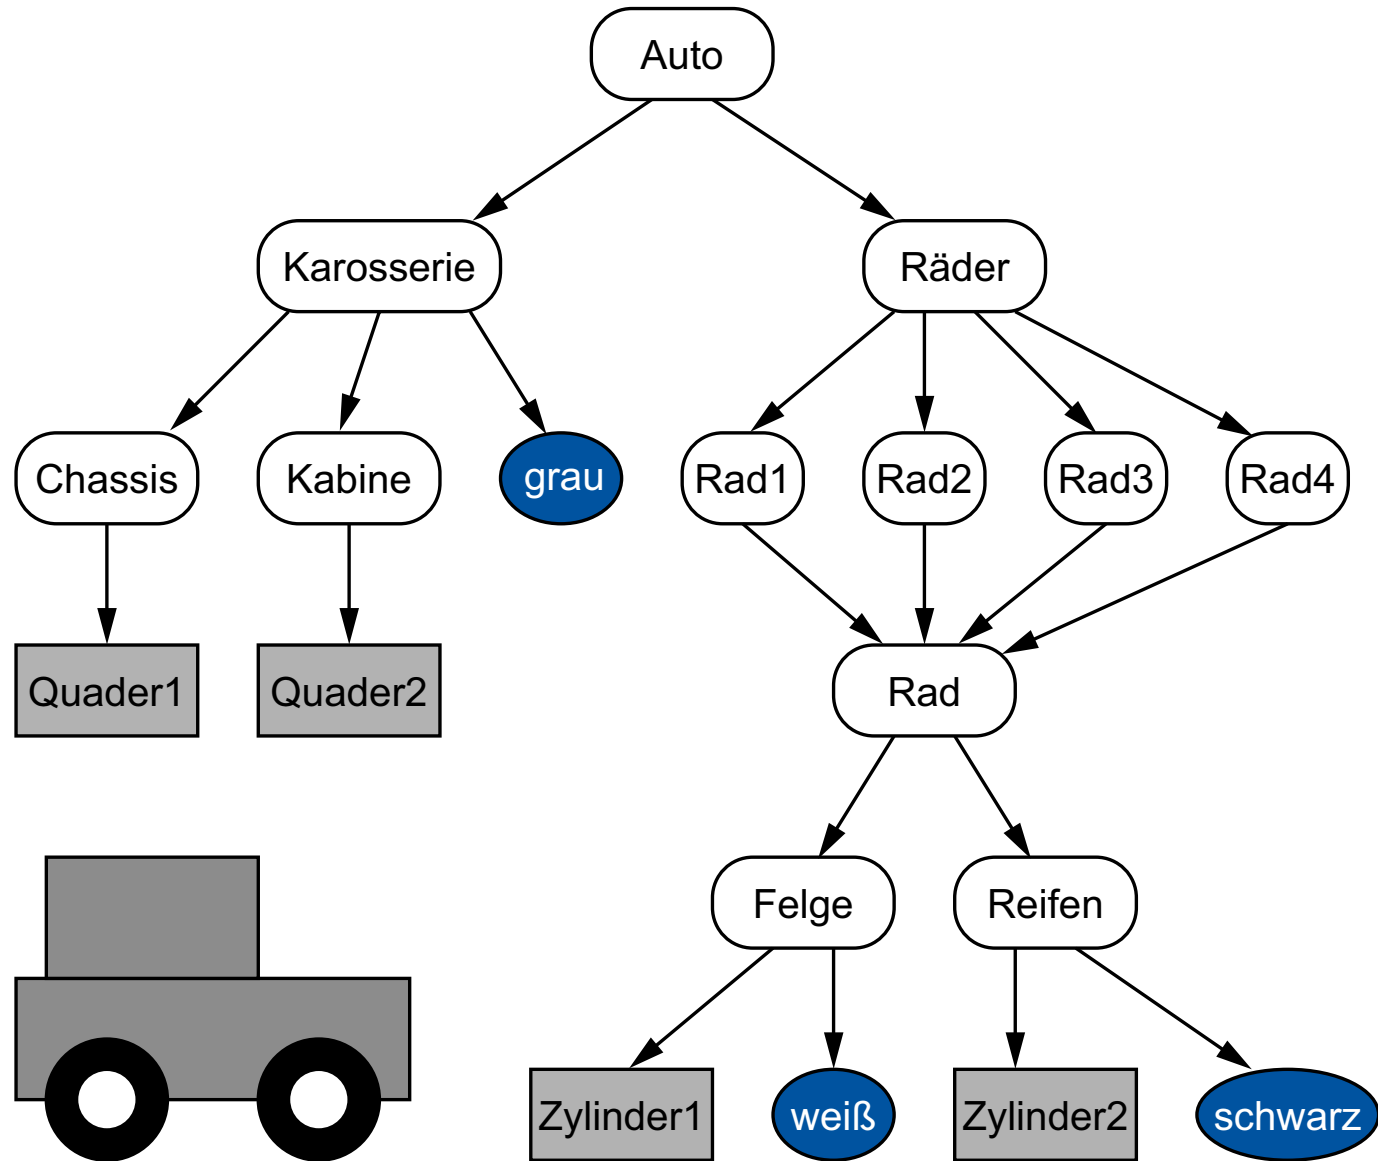 Auto
Karosserie
Räder
Chassis
Kabine
grau
Rad1
Rad2
Rad3
Rad4
Quader1
Quader2
Rad
Felge
Reifen
Zylinder1
weiß
Zylinder2
schwarz